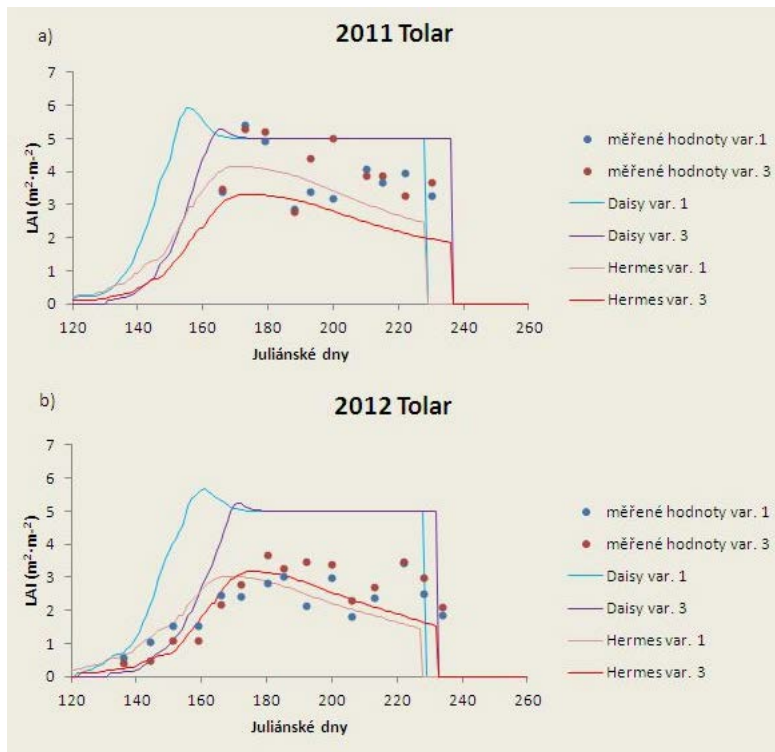 a)
2011 Tolar
LAI (m²·m-²)
7
6
5
4
3
2
1
0
120 140 160 180 200 220 240 260
Juliánské dny
měřené hodnoty var.1
měřené hodnoty var. 3
Daisy var. 1
Daisy var. 3
Hermes var. 1
Hermes var. 3
b)
2012 Tolar
LAI (m²·m-²)
7
6
5
4
3
2
1
0
120 140 160 180 200 220 240 260
Juliánské dny
měřené hodnoty var. 1
měřené hodnoty var. 3
Daisy var. 1
Daisy var. 3
Hermes var. 1
Hermes var. 3